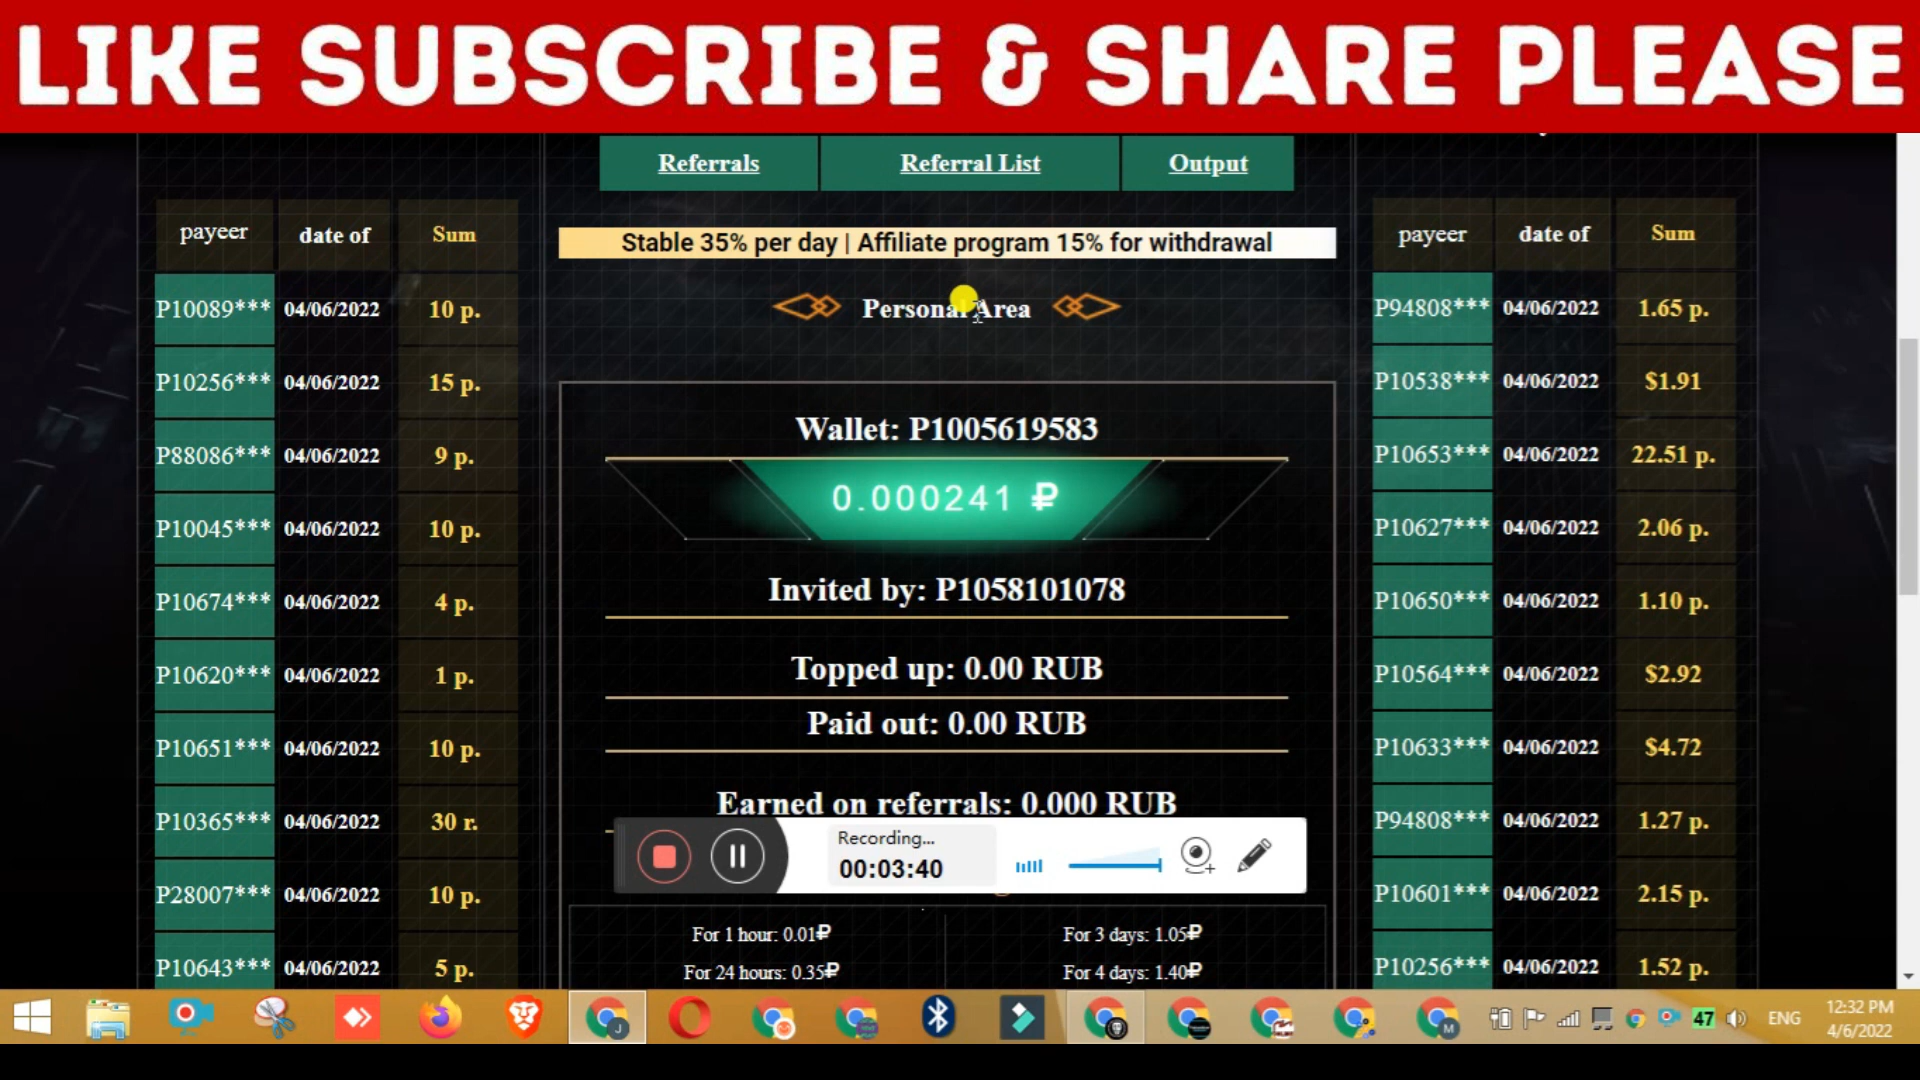 LIKE SUBSCRIBE & SHARE PLEASE
Referrals Referral List Output
Stable 35% per day | Affiliate program 15% for withdrawal
Personal Area
payeer date of Sum
P10089*** 04/06/2022 10 p.
P10256*** 04/06/2022 15 p.
P88086*** 04/06/2022 9 p.
P10045*** 04/06/2022 10 p.
P10674*** 04/06/2022 4 p.
P10620*** 04/06/2022 1 p.
P10651*** 04/06/2022 10 p.
P10365*** 04/06/2022 30 r.
P28007*** 04/06/2022 10 p.
P10643*** 04/06/2022 5 p.
Wallet: P1005619583
0.000241 ₽
Invited by: P1058101078
Topped up: 0.00 RUB
Paid out: 0.00 RUB
Earned on referrals: 0.000 RUB
Recording...
00:03:40
For 1 hour: 0.01₽ For 3 days: 1.05₽
For 24 hours: 0.35₽ For 4 days: 1.40₽
payeer date of Sum
P94808*** 04/06/2022 1.65 p.
P10538*** 04/06/2022 $1.91
P10653*** 04/06/2022 22.51 p.
P10627*** 04/06/2022 2.06 p.
P10650*** 04/06/2022 1.10 p.
P10564*** 04/06/2022 $2.92
P10633*** 04/06/2022 $4.72
P94808*** 04/06/2022 1.27 p.
P10601*** 04/06/2022 2.15 p.
P10256*** 04/06/2022 1.52 p.
J M 47 ENG 12:32 PM
4/6/2022